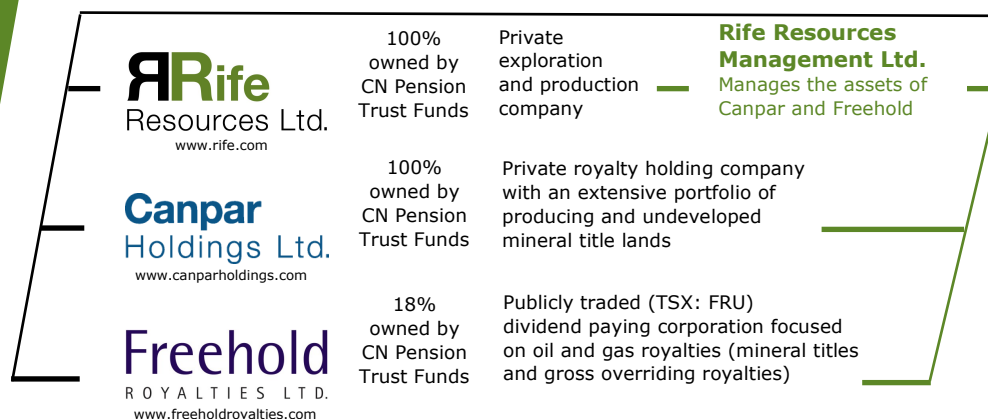 RRife
Resources Ltd.
www.rife.com
100%
owned by
CN Pension
Trust Funds
Private
exploration
and production
company
Rife Resources
Management Ltd.
Manages the assets of
Canpar and Freehold
Canpar
Holdings Ltd.
www.canparholdings.com
100%
owned by
CN Pension
Trust Funds
Private royalty holding company
with an extensive portfolio of
producing and undeveloped
mineral title lands
Freehold
ROYALTIES LTD.
www.freeholdroyalties.com
18%
owned by
CN Pension
Trust Funds
Publicly traded (TSX: FRU)
dividend paying corporation focused
on oil and gas royalties (mineral titles
and gross overriding royalties)